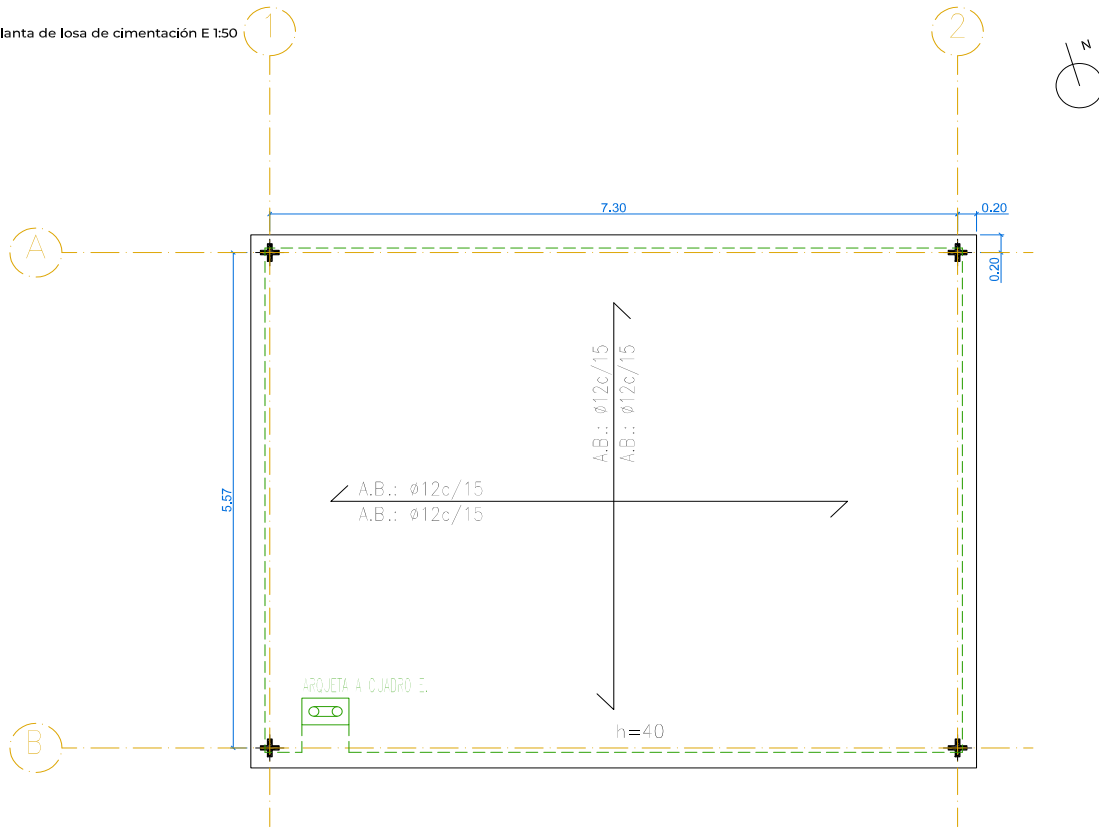 lanta de losa de cimentación E 1:50
1
2
N
7.30
0.20
A
0.20
A.B.: ø12c/15
A.B.: ø12c/15
5.57
A.B.: ø12c/15
A.B.: ø12c/15
ARQUETA A CUADRO E.
h=40
B